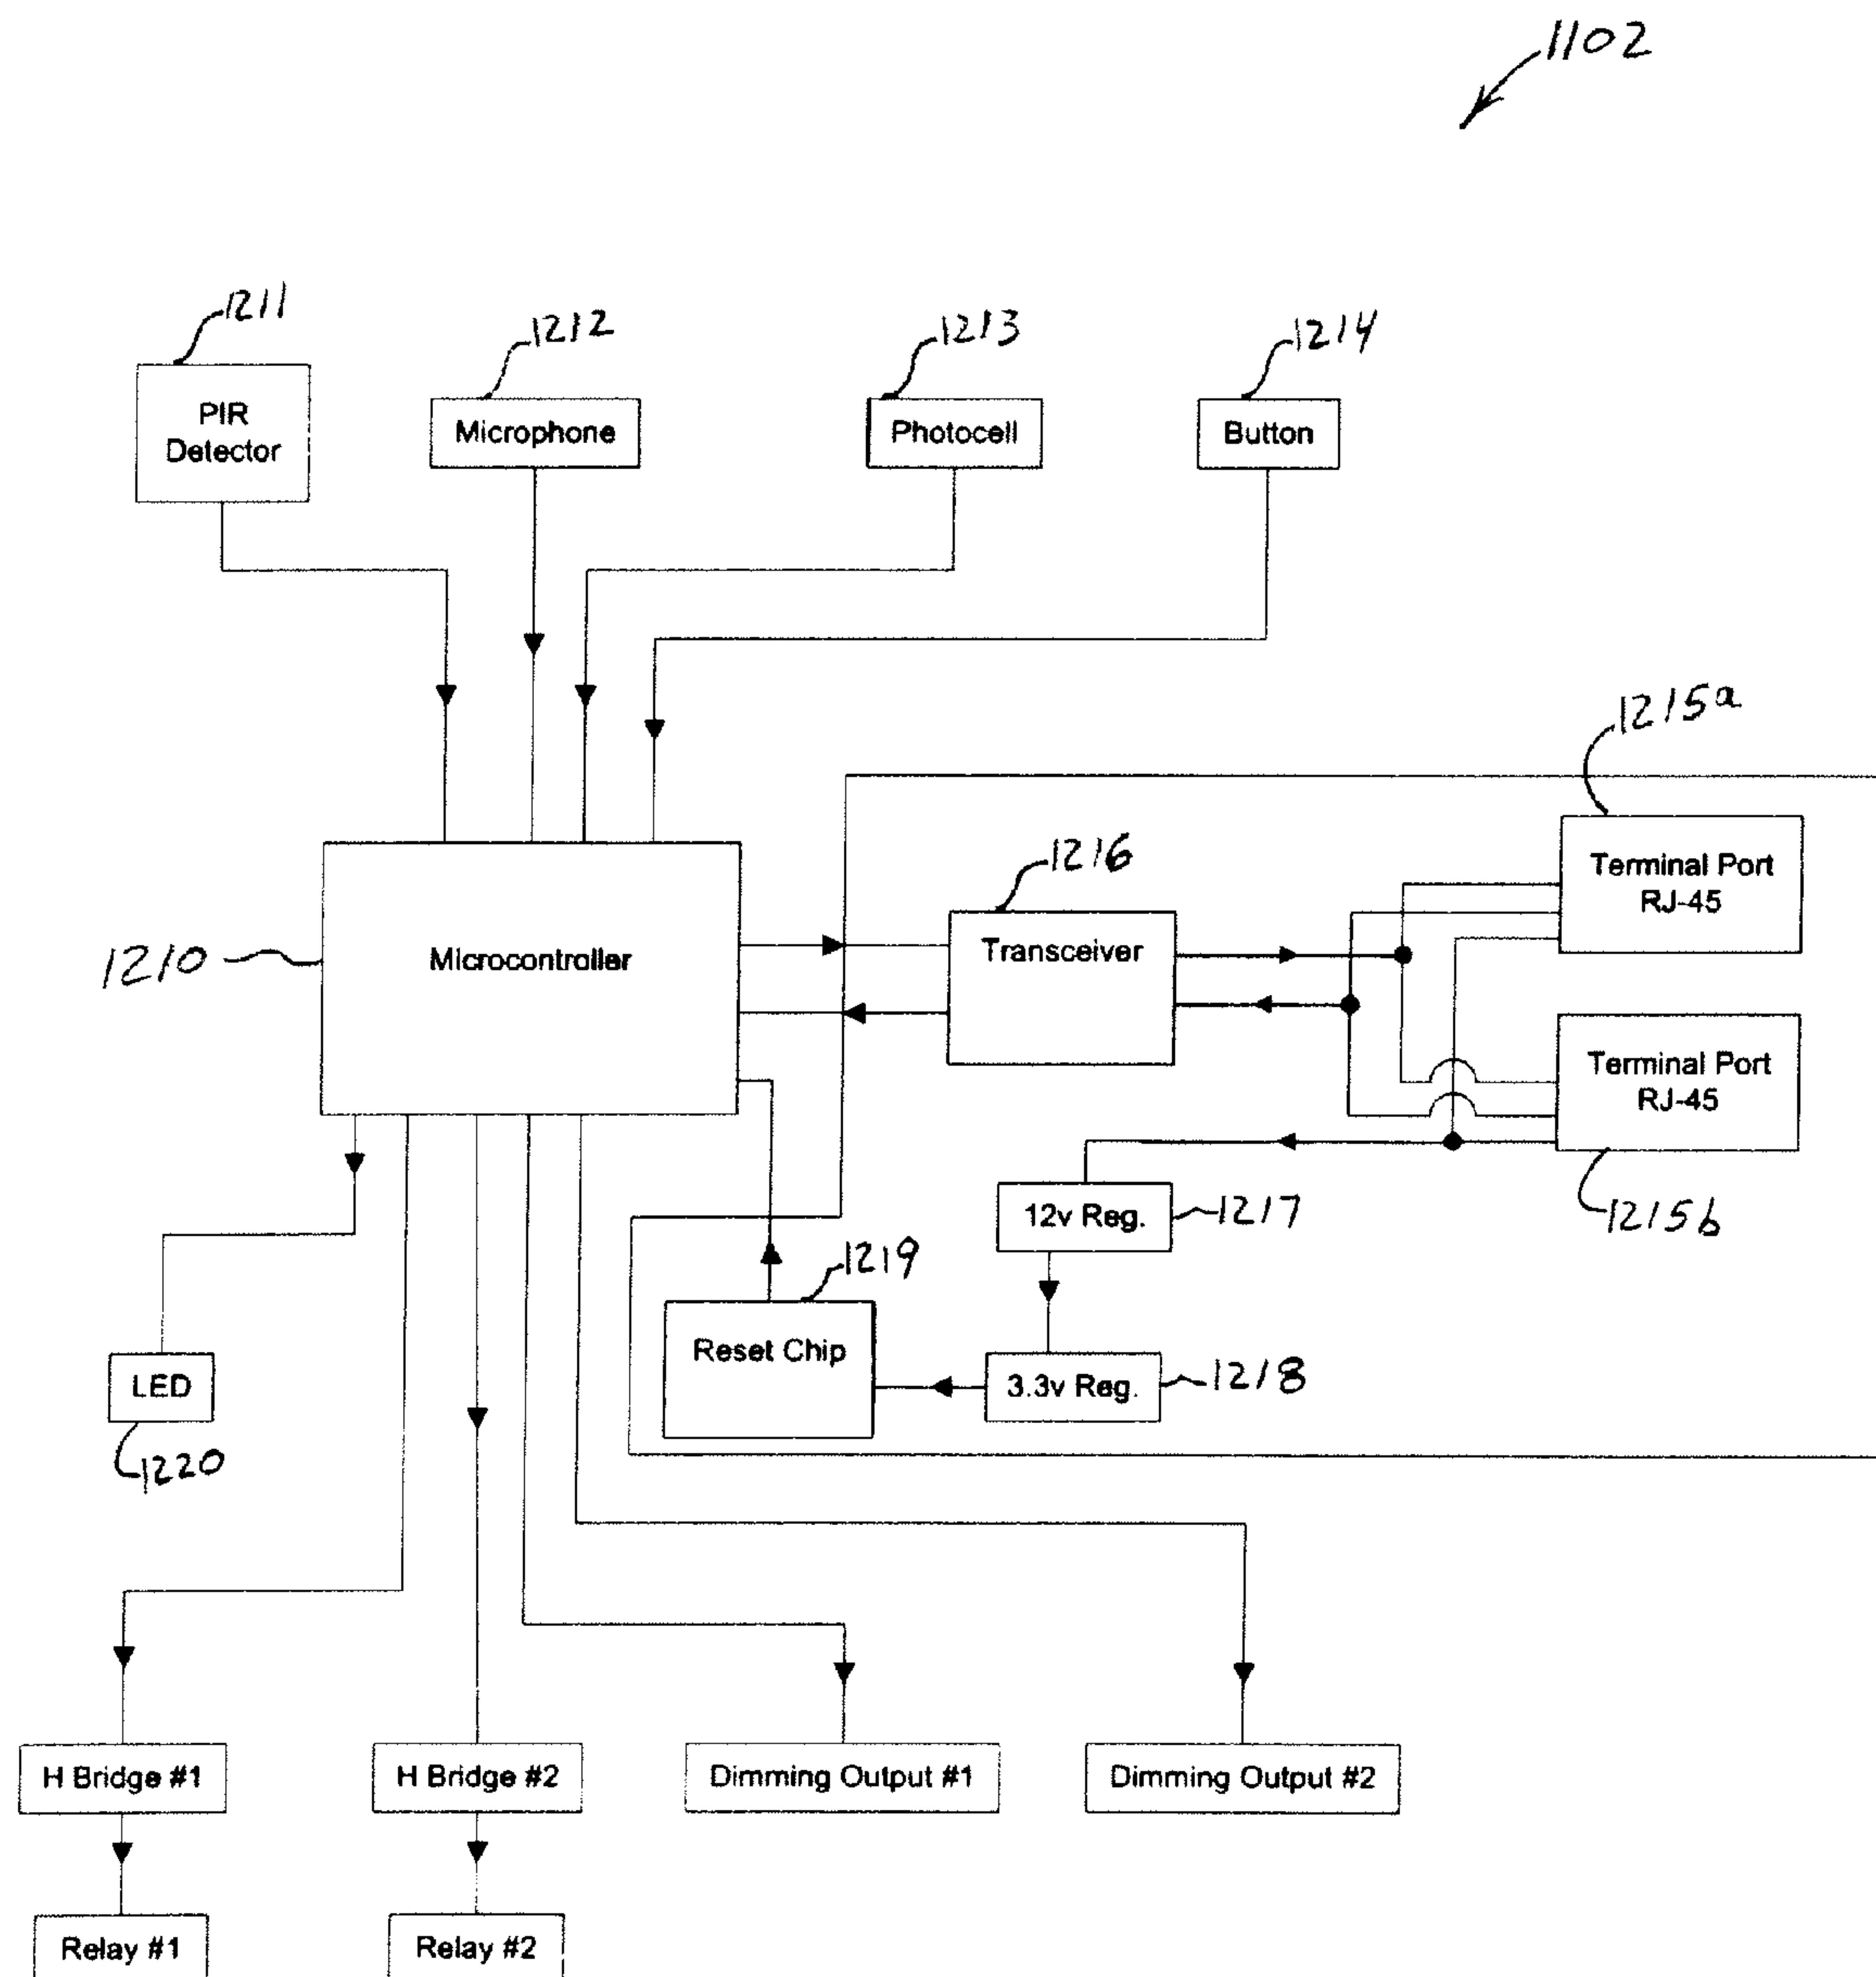 1102
1211
1212
1213
1214
PIR
Detector
Microphone
Photocell
Button
1215a
1216
Terminal Port
RJ-45
1210
Microcontroller
Transceiver
Terminal Port
RJ-45
12v Reg.
1217
1215b
1219
Reset Chip
3.3v Reg.
1218
LED
1220
H Bridge #1
H Bridge #2
Dimming Output #1
Dimming Output #2
Relay #1
Relay #2